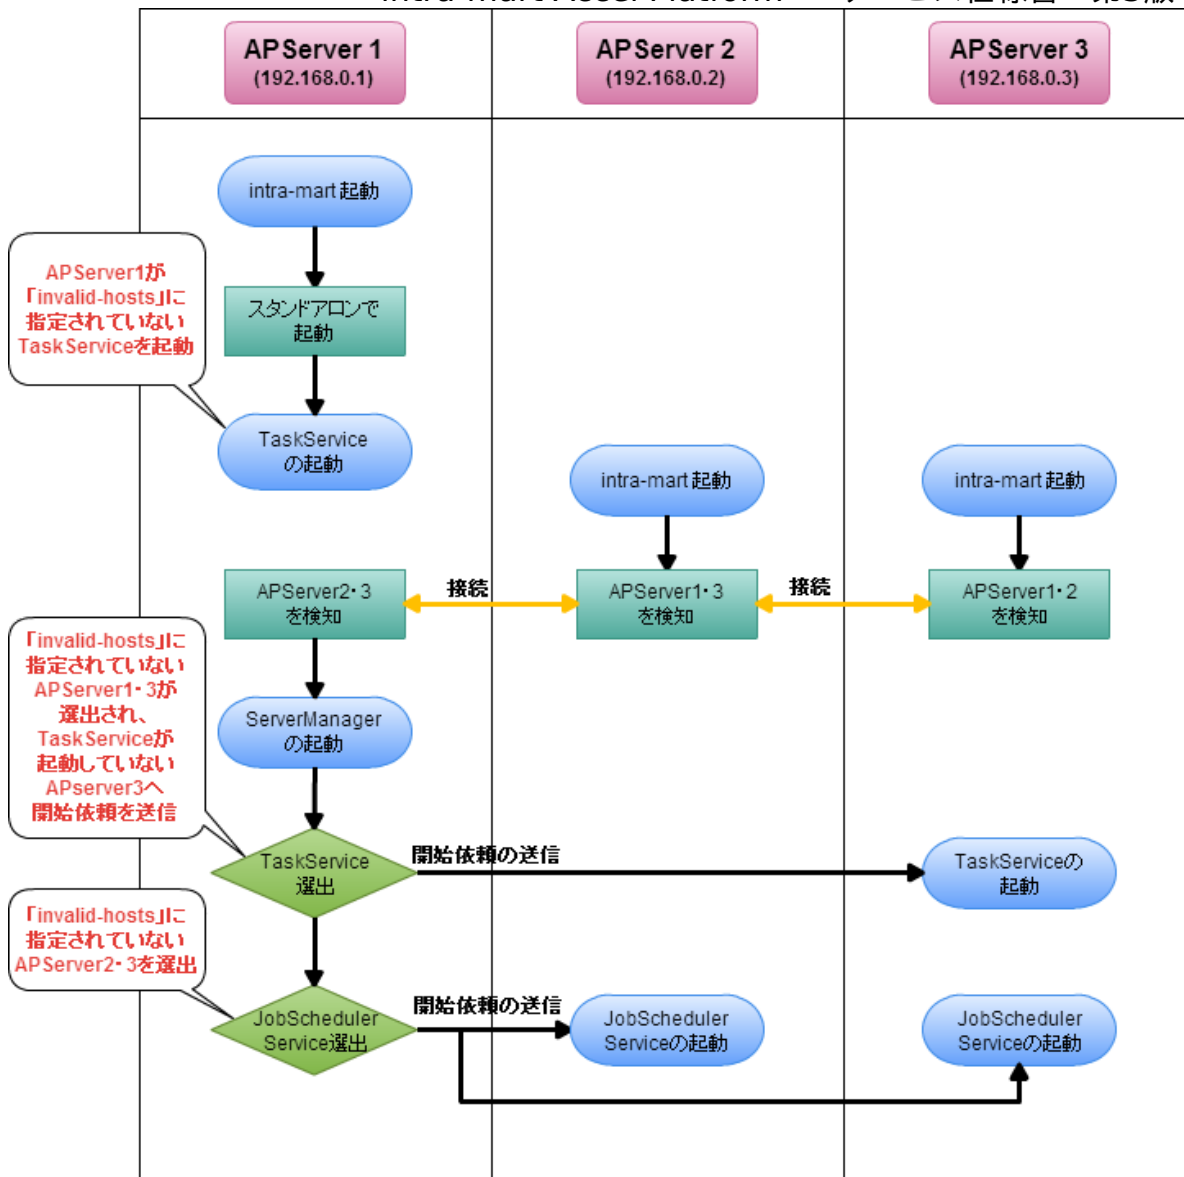 APServer 1
(192.168.0.1)
APServer 2
(192.168.0.2)
APServer 3
(192.168.0.3)
intra-mart 起動
APServer1が
「invalid-hosts」に
指定されていない
TaskServiceを起動
スタンドアロンで
起動
TaskService
の起動
intra-mart 起動
intra-mart 起動
APServer2・3
を検知
接続
APServer1・3
を検知
接続
APServer1・2
を検知
「invalid-hosts」に
指定されていない
APServer1・3が
選出され、
TaskServiceが
起動していない
APserver3へ
開始依頼を送信
ServerManager
の起動
TaskService
選出
開始依頼の送信
TaskServiceの
起動
「invalid-hosts」に
指定されていない
APServer2・3を選出
JobScheduler
Service選出
開始依頼の送信
JobScheduler
Serviceの起動
JobScheduler
Serviceの起動